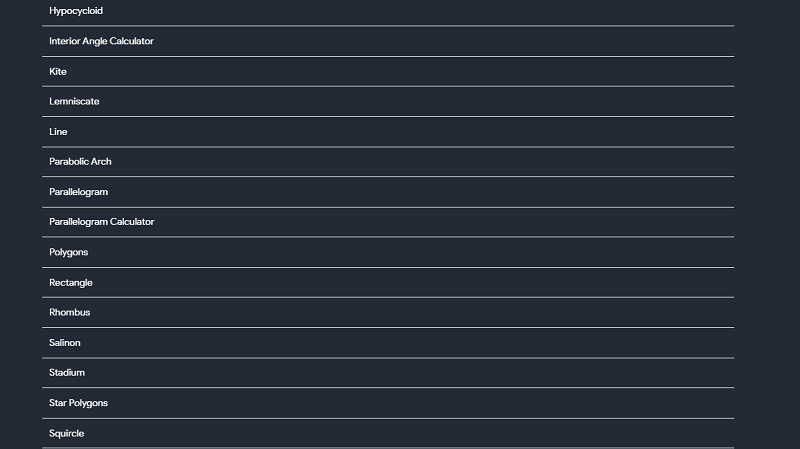 Hypocycloid
Interior Angle Calculator
Kite
Lemniscate
Line
Parabolic Arch
Parallelogram
Parallelogram Calculator
Polygons
Rectangle
Rhombus
Salinon
Stadium
Star Polygons
Squircle